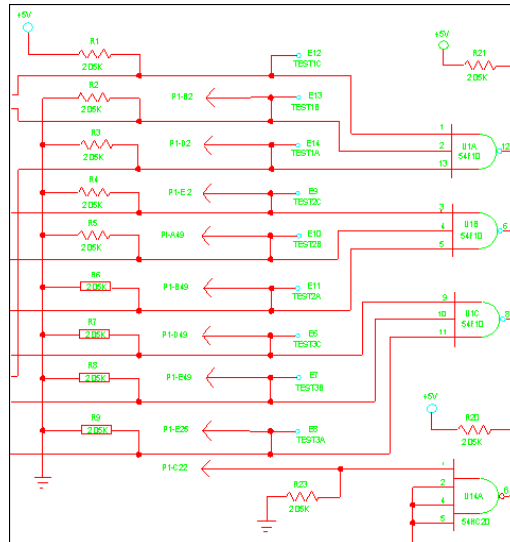 +5V
+5V
R1
205K
E12
TEST1C
R21
205K
R2
205K
P1-B2
E13
TEST1B
R3
205K
P1-D2
E14
TEST1A
1
2
13
U1A
54F10
12
R4
205K
P1-E2
E9
TEST2C
R5
205K
P1-A49
E10
TEST2B
3
4
5
U1B
54F10
6
R6
205K
P1-B49
E11
TEST2A
R7
205K
P1-D49
E6
TEST3C
9
10
11
U1C
54F10
8
R8
205K
P1-E49
E7
TEST3B
+5V
R9
205K
P1-E25
E8
TEST3A
R20
205K
P1-C22
R23
205K
1
2
4
5
U14A
54HC20
6